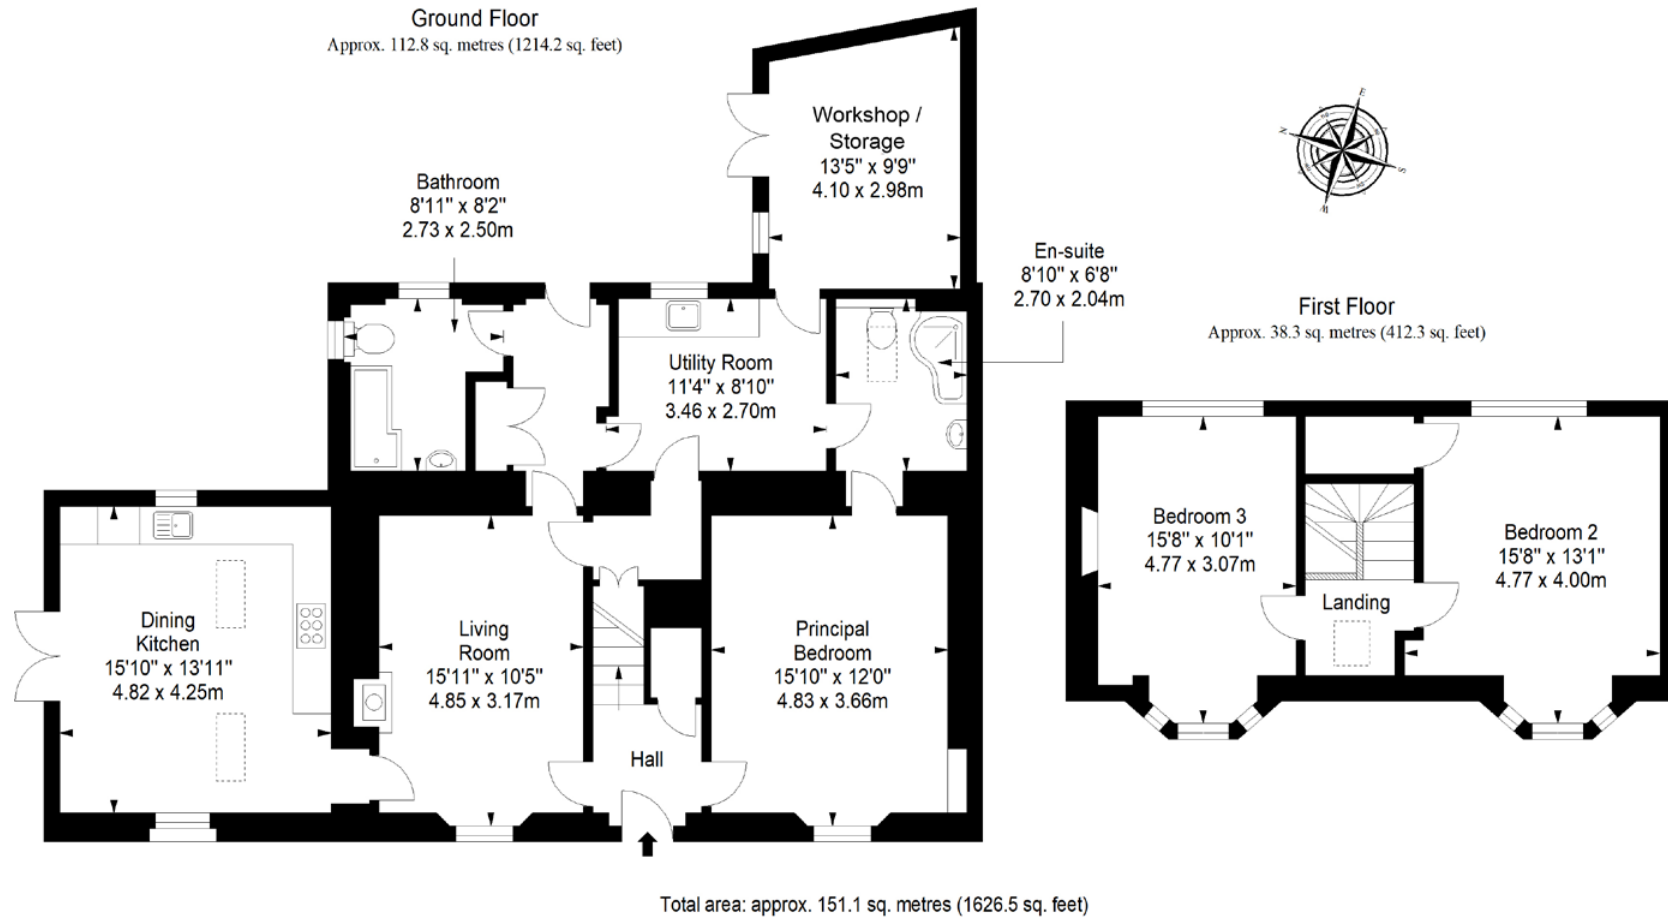 Ground Floor
Approx. 112.8 sq. metres (1214.2 sq. feet)
Workshop /
Storage
13'5" x 9'9"
4.10 x 2.98m
E
N
S
W
Bathroom
8'11" x 8'2"
2.73 x 2.50m
En-suite
8'10" x 6'8"
2.70 x 2.04m
First Floor
Approx. 38.3 sq. metres (412.3 sq. feet)
Utility Room
11'4" x 8'10"
3.46 x 2.70m
Bedroom 3
15'8" x 10'1"
4.77 x 3.07m
Bedroom 2
15'8" x 13'1"
4.77 x 4.00m
Landing
Dining
Kitchen
15'10" x 13'11"
4.82 x 4.25m
Living
Room
15'11" x 10'5"
4.85 x 3.17m
Principal
Bedroom
15'10" x 12'0"
4.83 x 3.66m
Hall
Total area: approx. 151.1 sq. metres (1626.5 sq. feet)